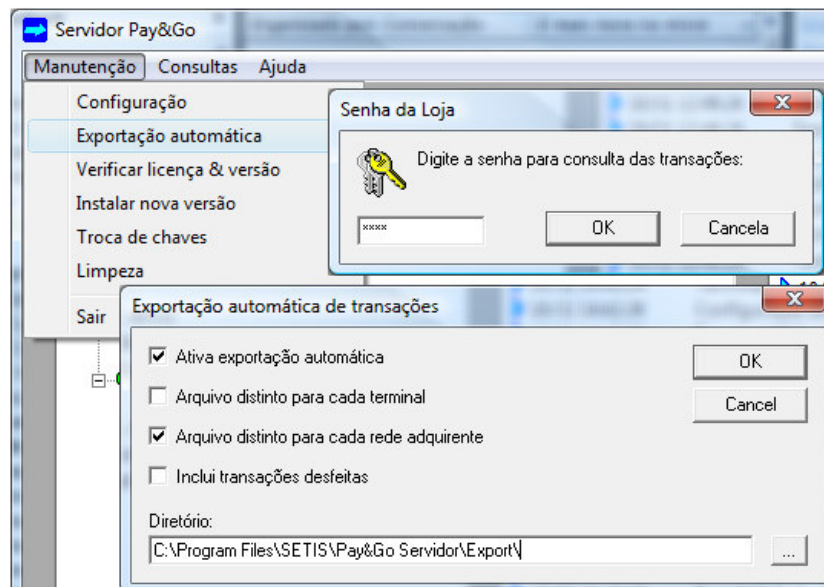 Servidor Pay&Go
Manutenção Consultas Ajuda
Configuração
Exportação automática
Verificar licença & versão
Instalar nova versão
Troca de chaves
Limpeza
Sair
Senha da Loja
Digite a senha para consulta das transações:
****
OK Cancela
Exportação automática de transações
Ativa exportação automática
Arquivo distinto para cada terminal
Arquivo distinto para cada rede adquirente
Inclui transações desfeitas
OK
Cancel
Diretório:
C:\Program Files\SETIS\Pay&Go Servidor\Export\
...